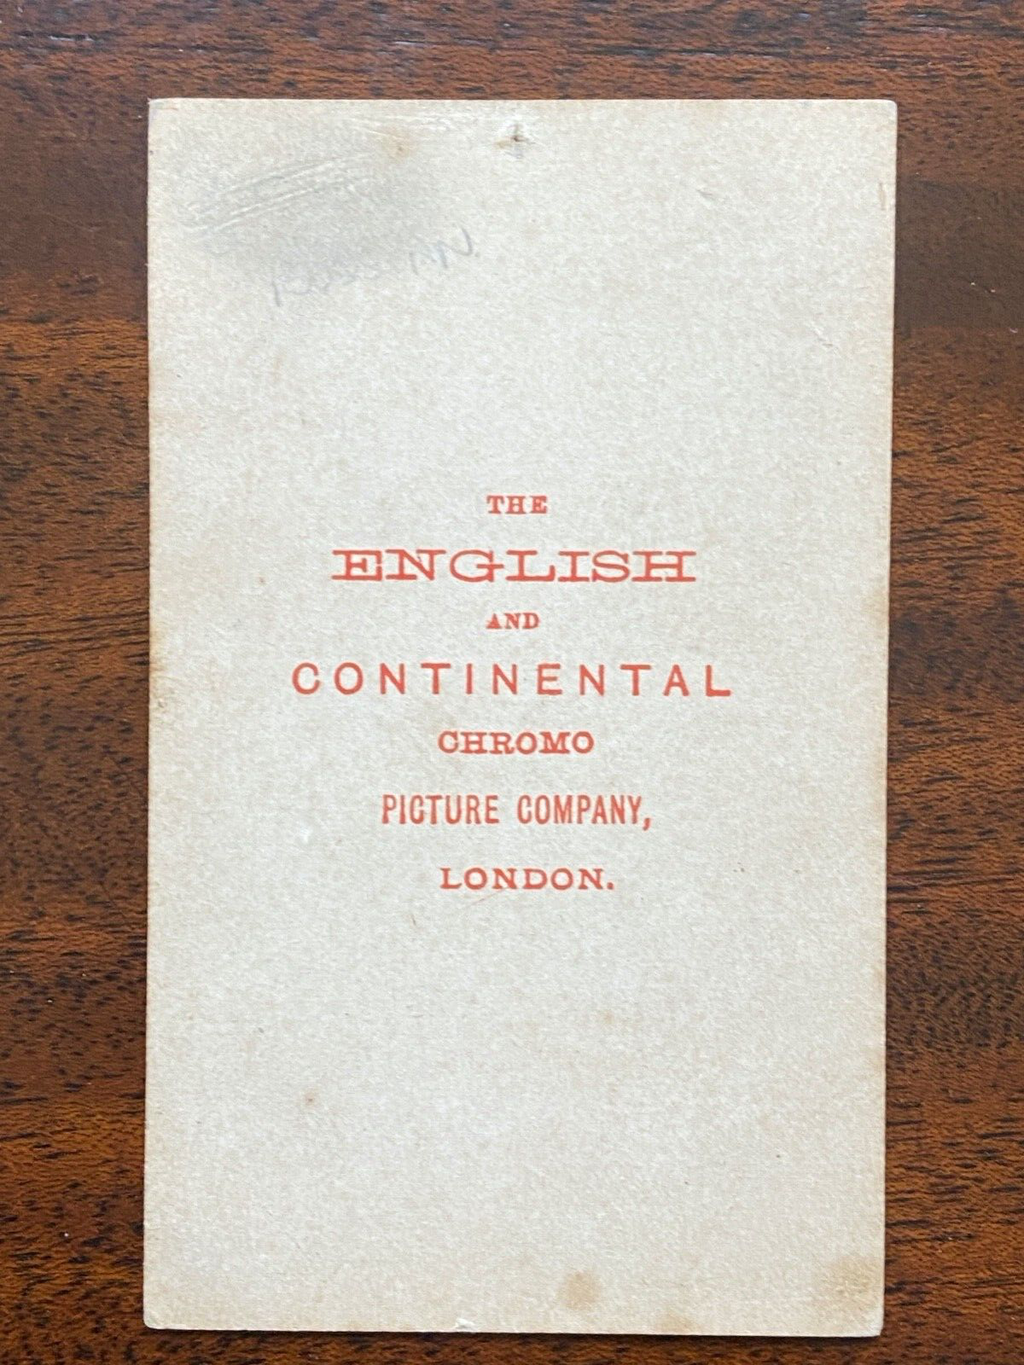 THE
ENGLISH
AND
CONTINENTAL
CHROMO
PICTURE COMPANY,
LONDON.